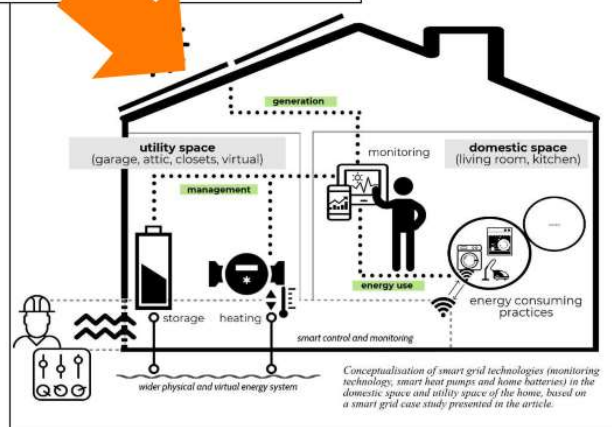 generation
utility space
(garage, attic, closets, virtual)
domestic space
(living room, kitchen)
monitoring
management
energy use
energy consuming
practices
storage
heating
smart control and monitoring
wider physical and virtual energy system
Conceptualisation of smart grid technologies (monitoring
technology, smart heat pumps and home batteries) in the
domestic space and utility space of the home, based on
a smart grid case study presented in the article.